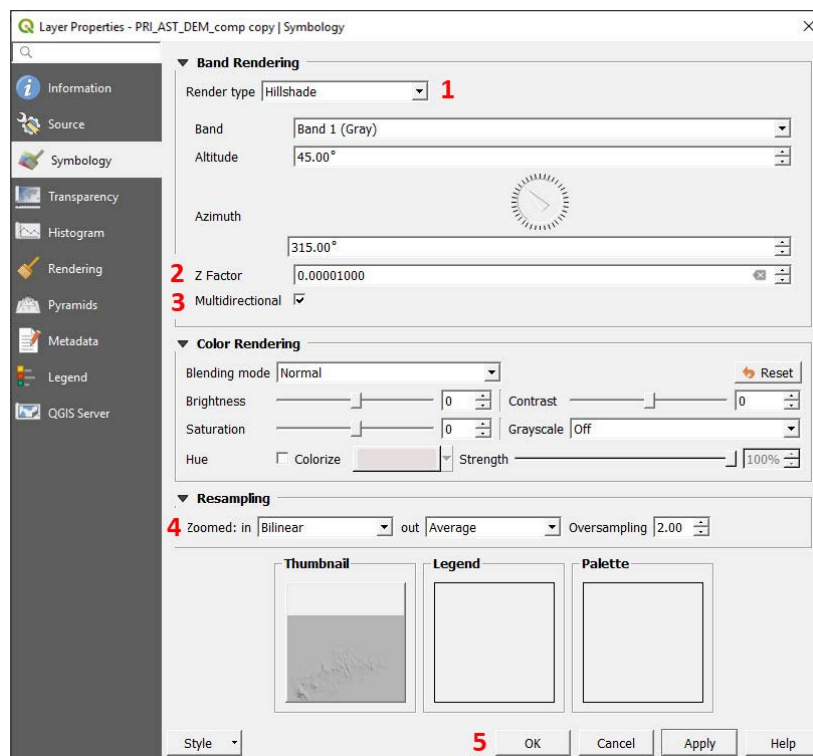 Layer Properties - PRI_AST_DEM_comp copy | Symbology
Information
Source
Symbology
Transparency
Histogram
Rendering
Pyramids
Metadata
Legend
QGIS Server
Band Rendering
Render type Hillshade 1
Band Band 1 (Gray)
Altitude 45.00°
Azimuth
315.00°
2 Z Factor 0.00001000
3 Multidirectional
Color Rendering
Blending mode Normal Reset
Brightness 0 Contrast 0
Saturation 0 Grayscale Off
Hue Colorize Strength 100%
Resampling
4 Zoomed: in Bilinear out Average Oversampling 2.00
Thumbnail Legend Palette
Style 5 OK Cancel Apply Help